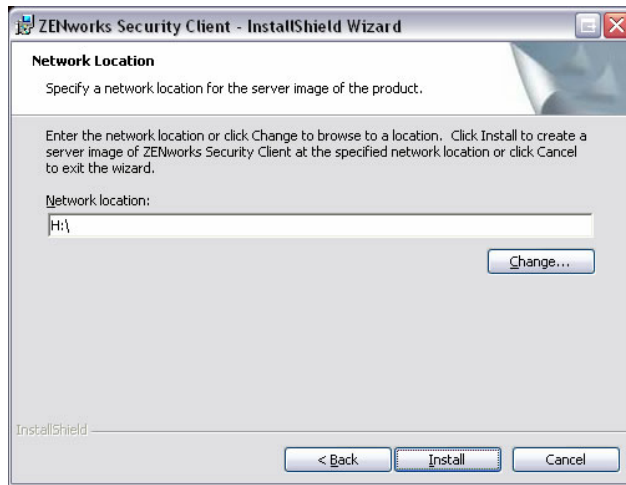 ZENworks Security Client - InstallShield Wizard
Network Location
Specify a network location for the server image of the product.
Enter the network location or click Change to browse to a location. Click Install to create a
server image of ZENworks Security Client at the specified network location or click Cancel
to exit the wizard.
Network location:
H:\
Change...
InstallShield
< Back
Install
Cancel